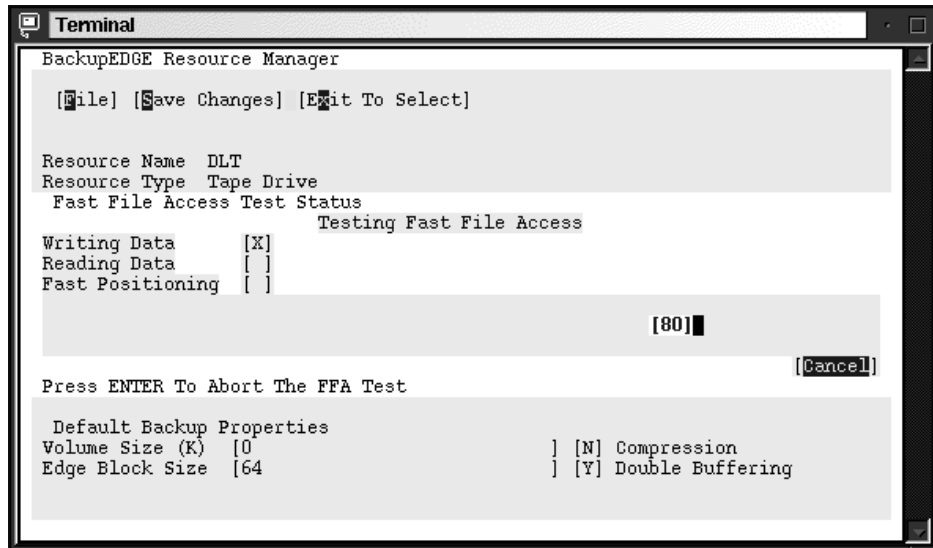 Terminal
BackupEDGE Resource Manager
[File] [Save Changes] [Exit To Select]
Resource Name DLT
Resource Type Tape Drive
Fast File Access Test Status
Testing Fast File Access
Writing Data [X]
Reading Data [ ]
Fast Positioning [ ]
[80]
[Cancel]
Press ENTER To Abort The FFA Test
Default Backup Properties
Volume Size (K) [0 ] [N] Compression
Edge Block Size [64 ] [Y] Double Buffering